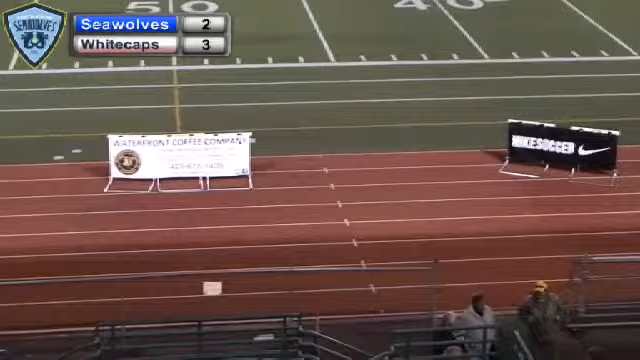 50 40
SEAWOLVES
Seawolves 2
Whitecaps 3
WATERFRONT COFFEE COMPANY
NIKESOCCER